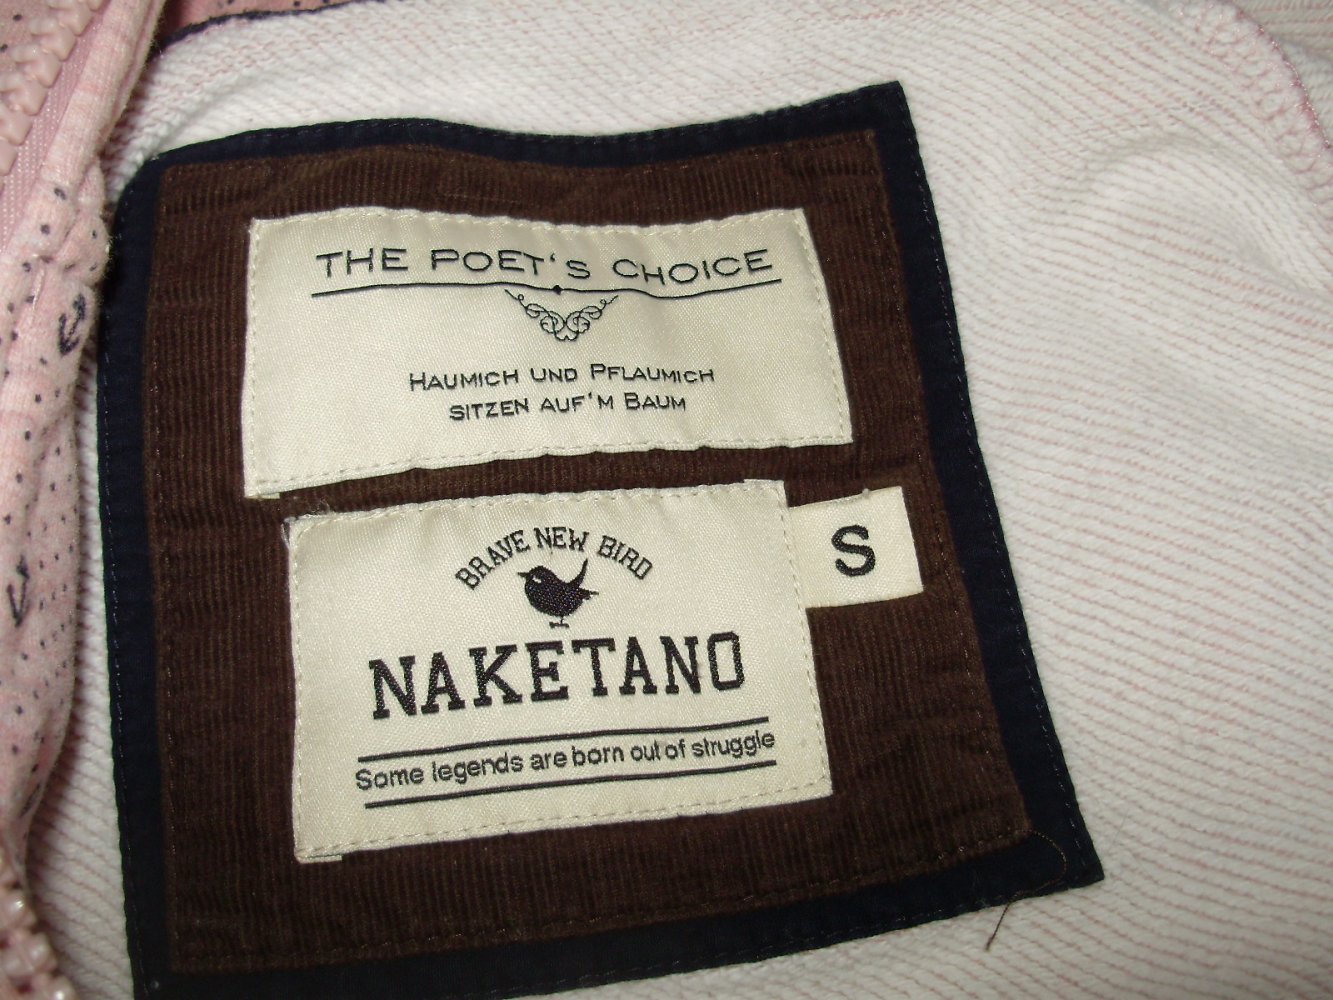 THE POET'S CHOICE
HAUMICH UND PFLAUMICH
SITZEN AUF'M BAUM
BRAVE NEW BIRD
NAKETANO
S
Some legends are born out of struggle